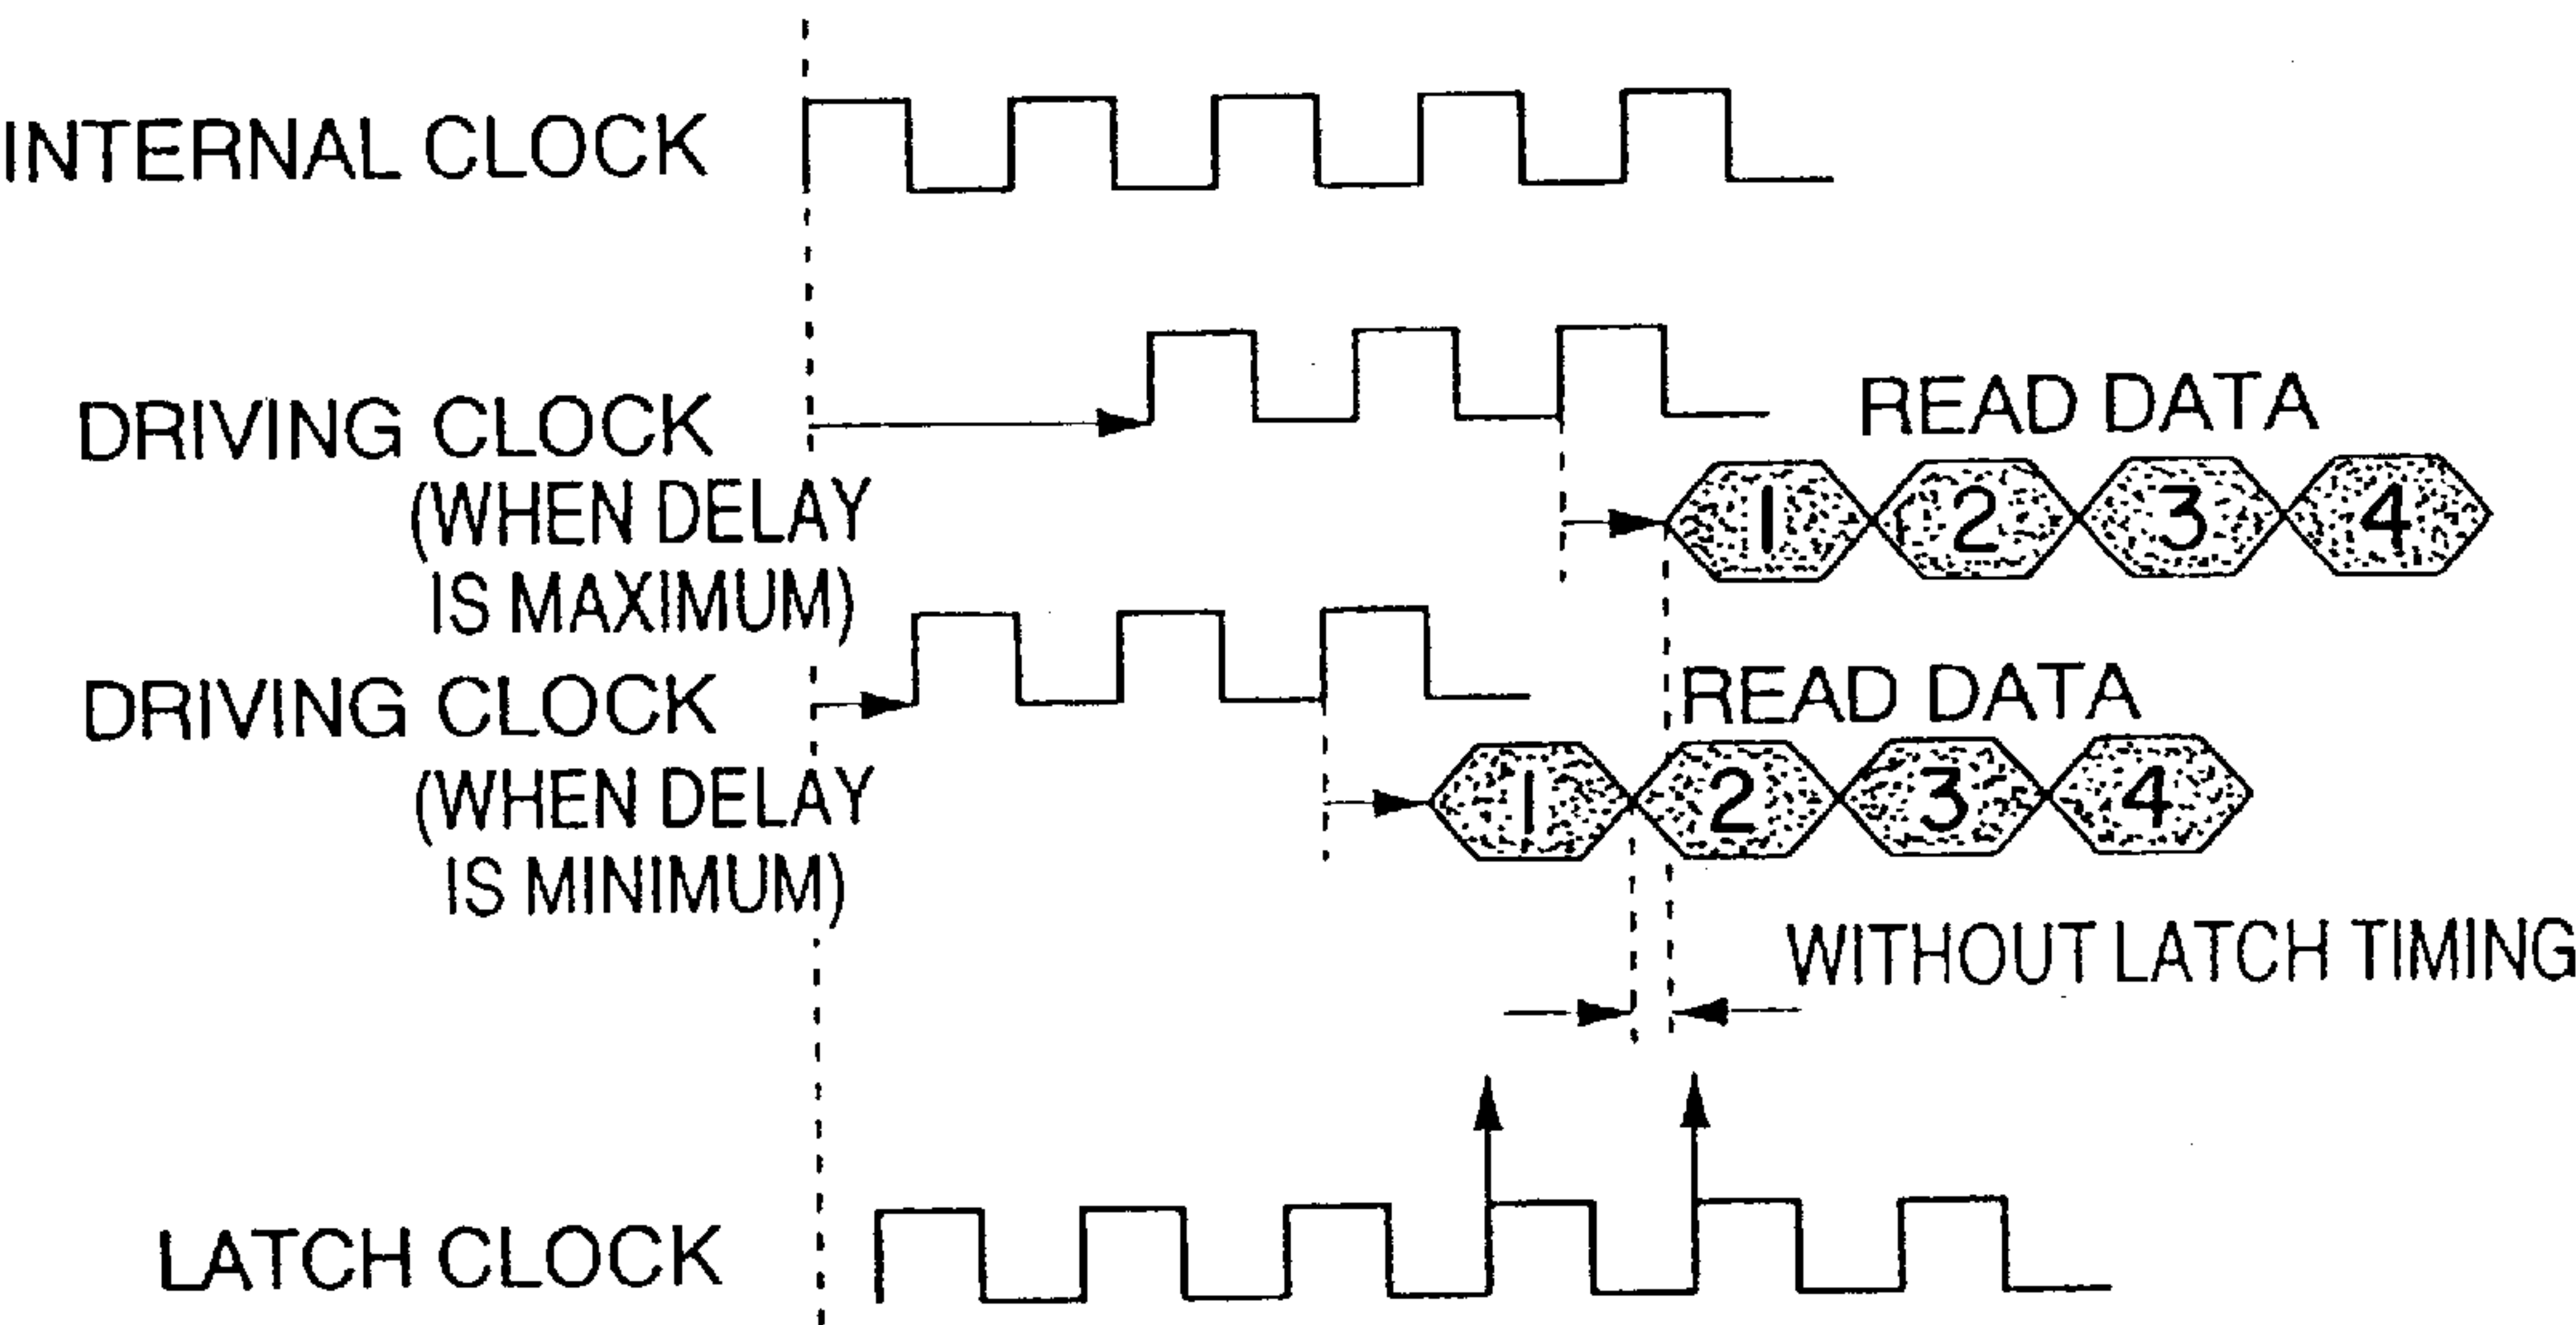 INTERNAL CLOCK
DRIVING CLOCK
(WHEN DELAY
IS MAXIMUM)
READ DATA
1 2 3 4
DRIVING CLOCK
(WHEN DELAY
IS MINIMUM)
READ DATA
1 2 3 4
WITHOUT LATCH TIMING
LATCH CLOCK